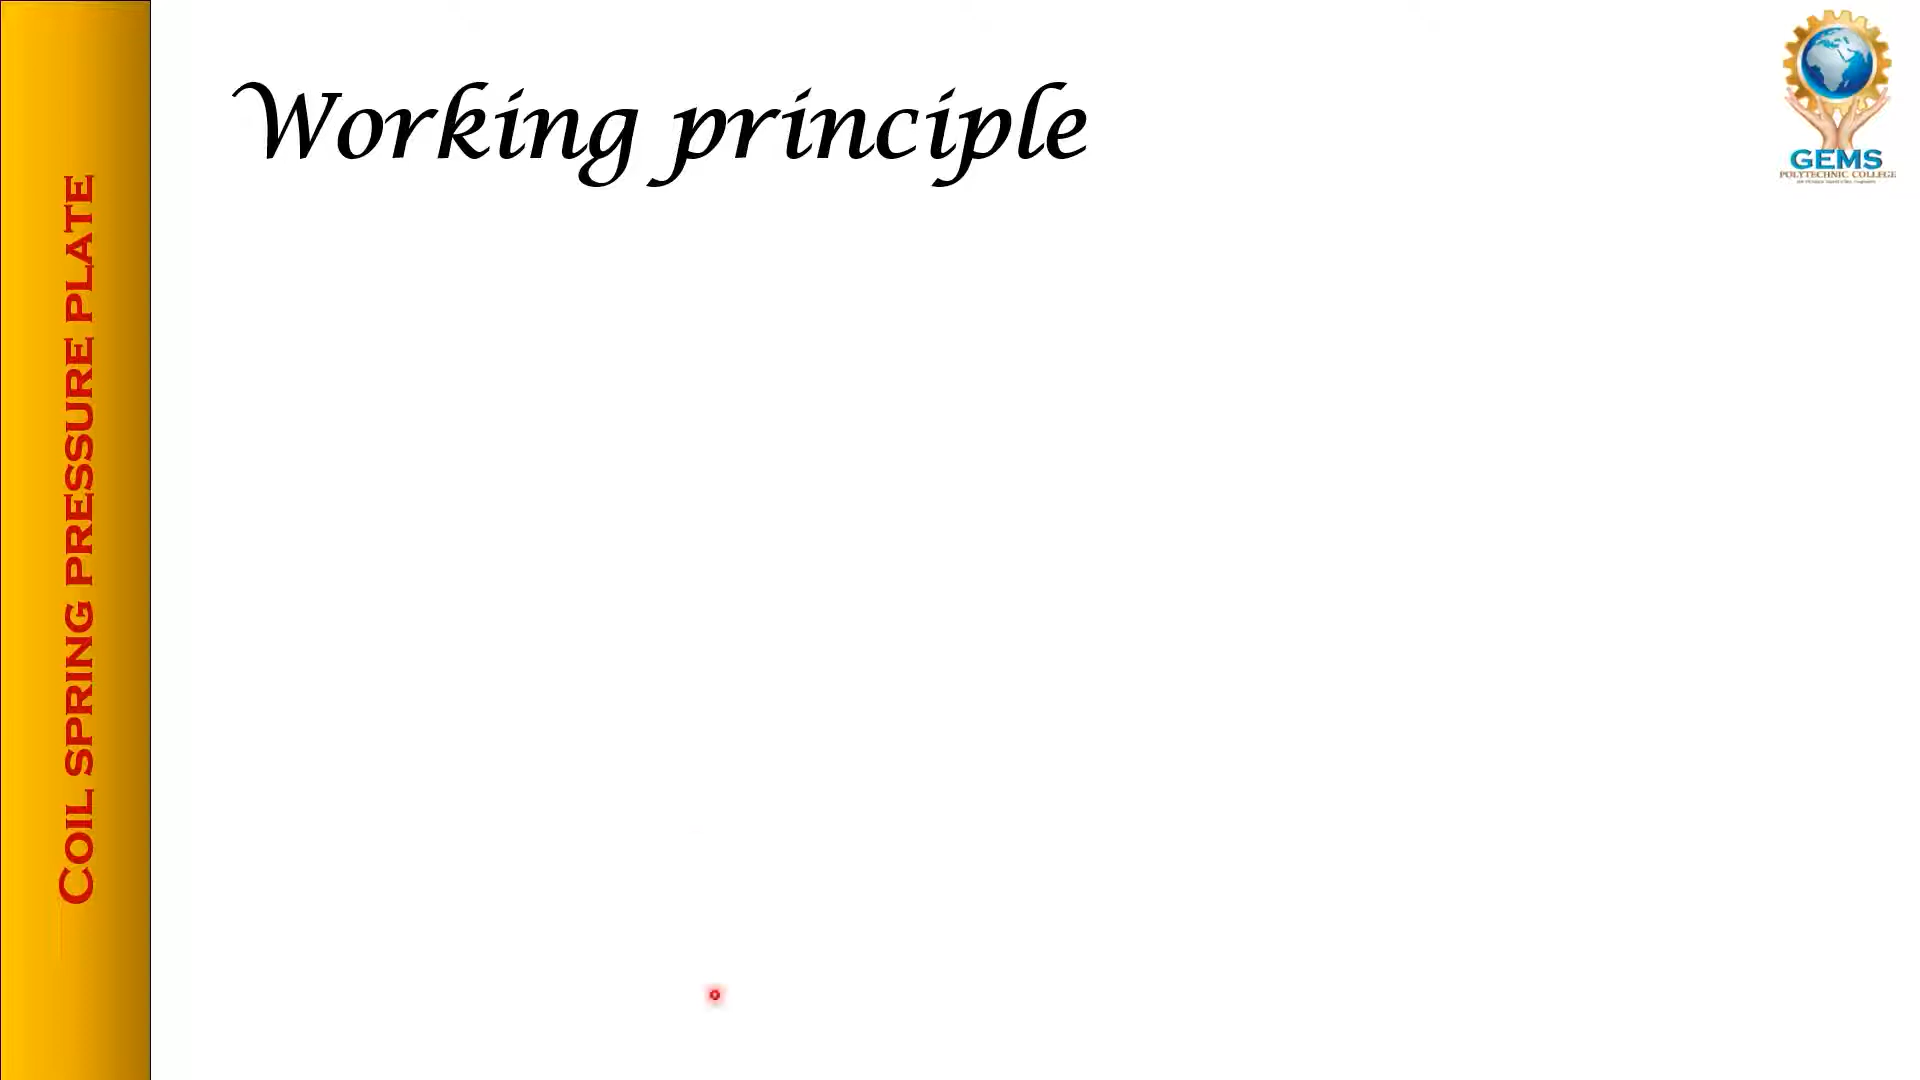 Working principle
COIL SPRING PRESSURE PLATE
GEMS
POLYTECHNIC COLLEGE